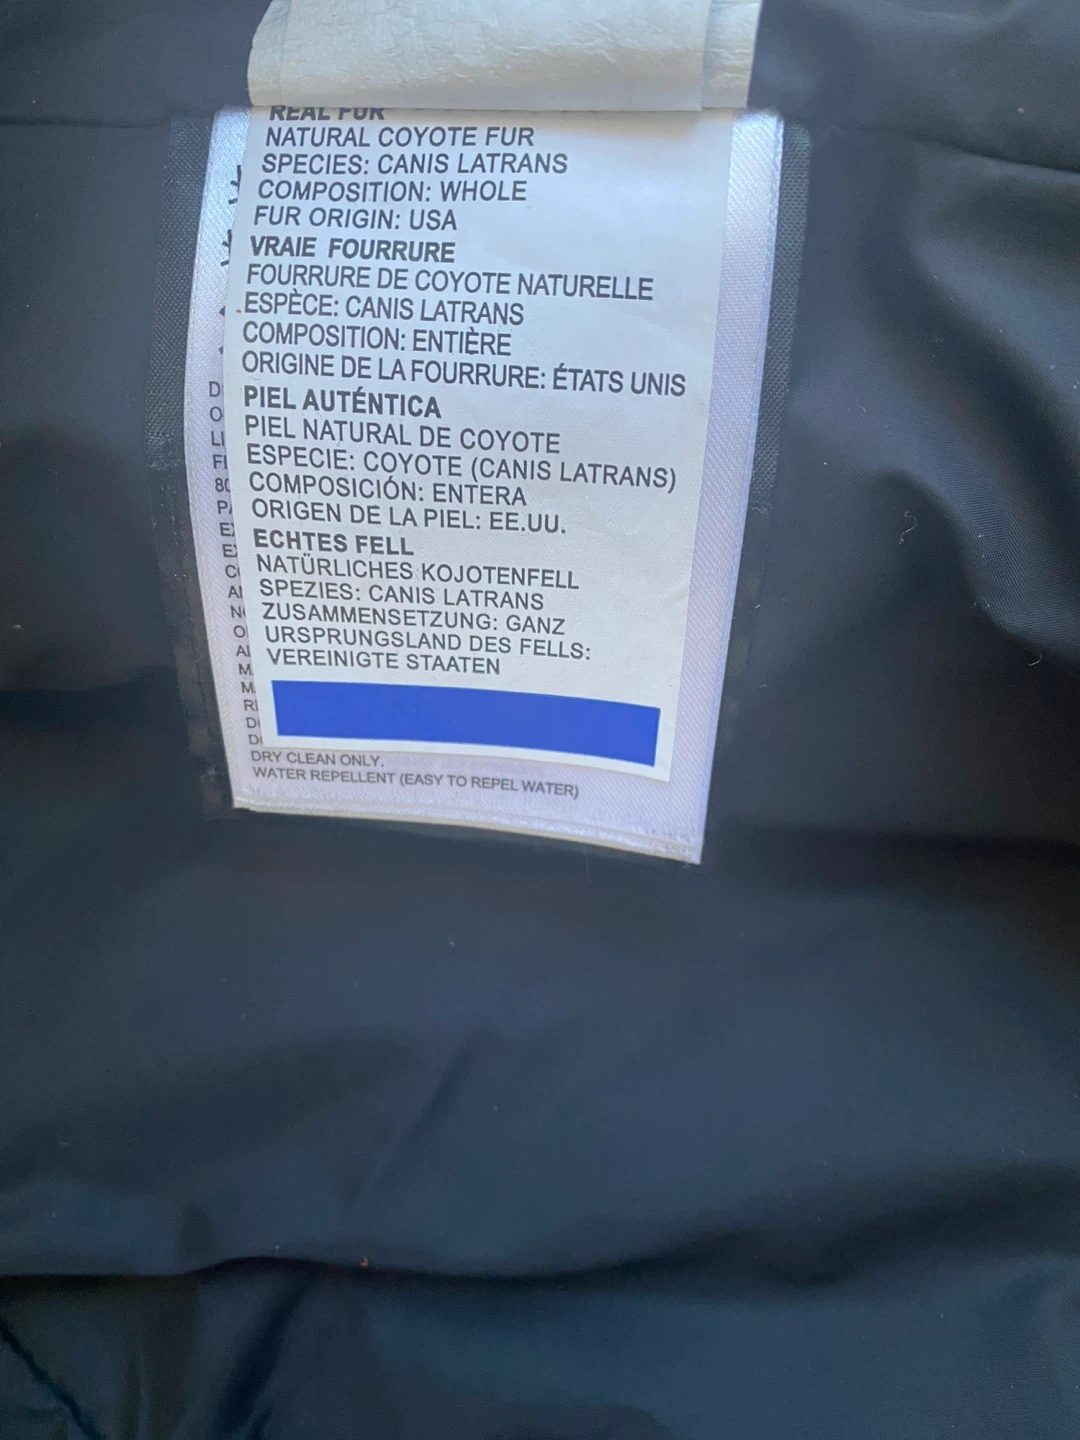 REAL FUR
NATURAL COYOTE FUR
SPECIES: CANIS LATRANS
COMPOSITION: WHOLE
FUR ORIGIN: USA
VRAIE FOURRURE
FOURRURE DE COYOTE NATURELLE
ESPÈCE: CANIS LATRANS
COMPOSITION: ENTIÈRE
ORIGINE DE LA FOURRURE: ÉTATS UNIS
PIEL AUTÉNTICA
PIEL NATURAL DE COYOTE
ESPECIE: COYOTE (CANIS LATRANS)
COMPOSICIÓN: ENTERA
ORIGEN DE LA PIEL: EE.UU.
ECHTES FELL
NATÜRLICHES KOJOTENFELL
SPEZIES: CANIS LATRANS
ZUSAMMENSETZUNG: GANZ
URSPRUNGSLAND DES FELLS:
VEREINIGTE STAATEN
DRY CLEAN ONLY.
WATER REPELLENT (EASY TO REPEL WATER)